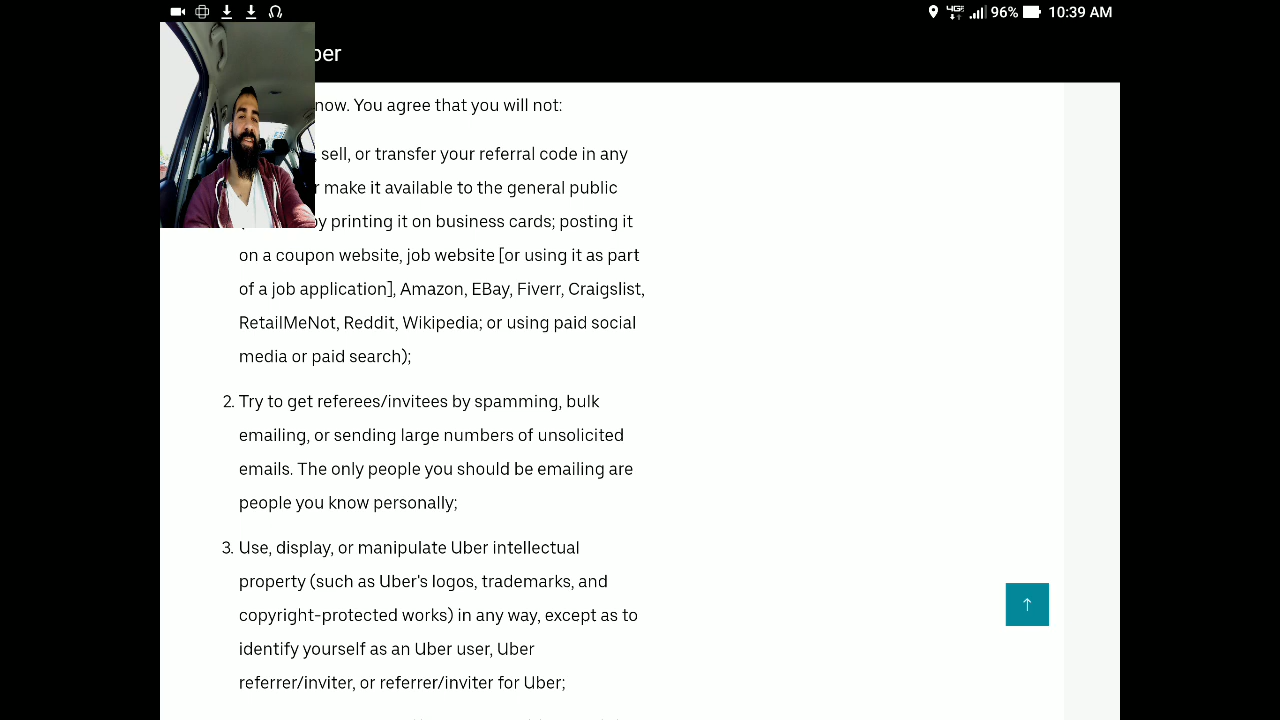 96% 10:39 AM
now. You agree that you will not:
sell, or transfer your referral code in any
make it available to the general public
by printing it on business cards; posting it
on a coupon website, job website [or using it as part
of a job application], Amazon, EBay, Fiverr, Craigslist,
RetailMeNot, Reddit, Wikipedia; or using paid social
media or paid search);
2. Try to get referees/invitees by spamming, bulk
emailing, or sending large numbers of unsolicited
emails. The only people you should be emailing are
people you know personally;
3. Use, display, or manipulate Uber intellectual
property (such as Uber's logos, trademarks, and
copyright-protected works) in any way, except as to
identify yourself as an Uber user, Uber
referrer/inviter, or referrer/inviter for Uber;